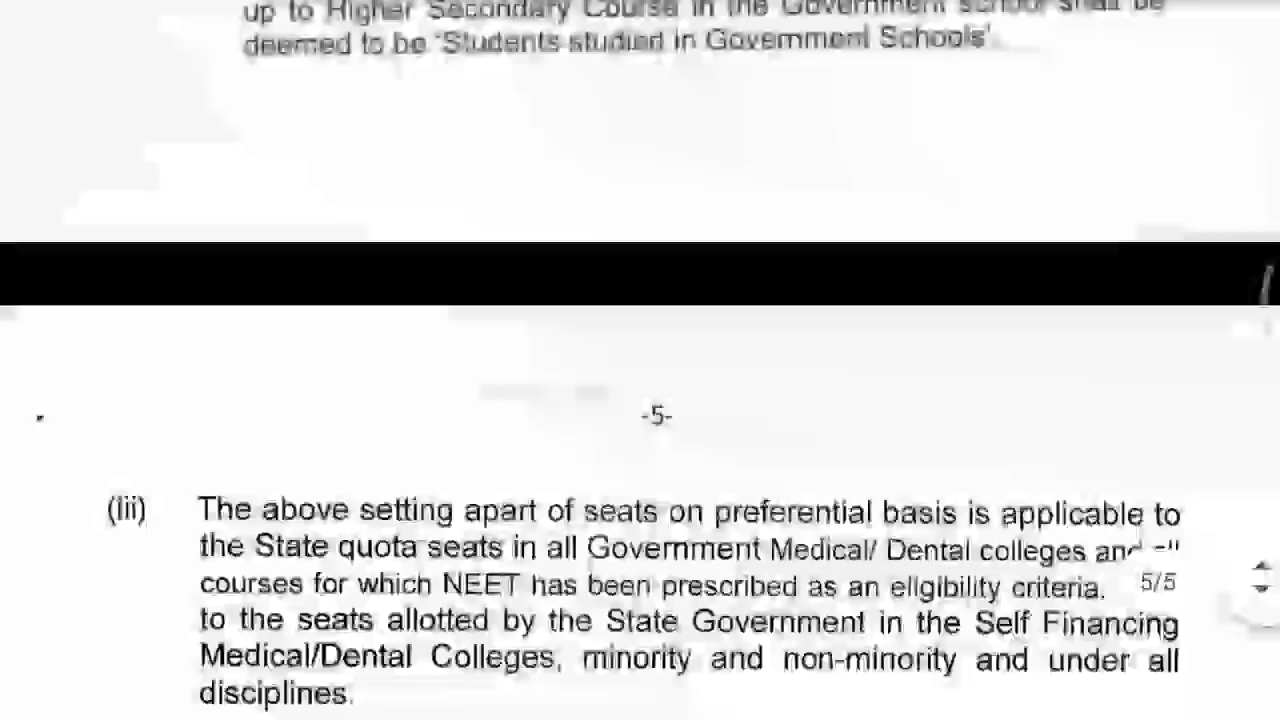 up to Higher Secondary Course in the Government school shall be
deemed to be 'Students studied in Government Schools'.
-5-
(Iii) The above setting apart of seats on preferential basis is applicable to
the State quota seats in all Government Medical/ Dental colleges and all
courses for which NEET has been prescribed as an eligibility criteria. 5/5
to the seats allotted by the State Government in the Self Financing
Medical/Dental Colleges, minority and non-minority and under all
disciplines.